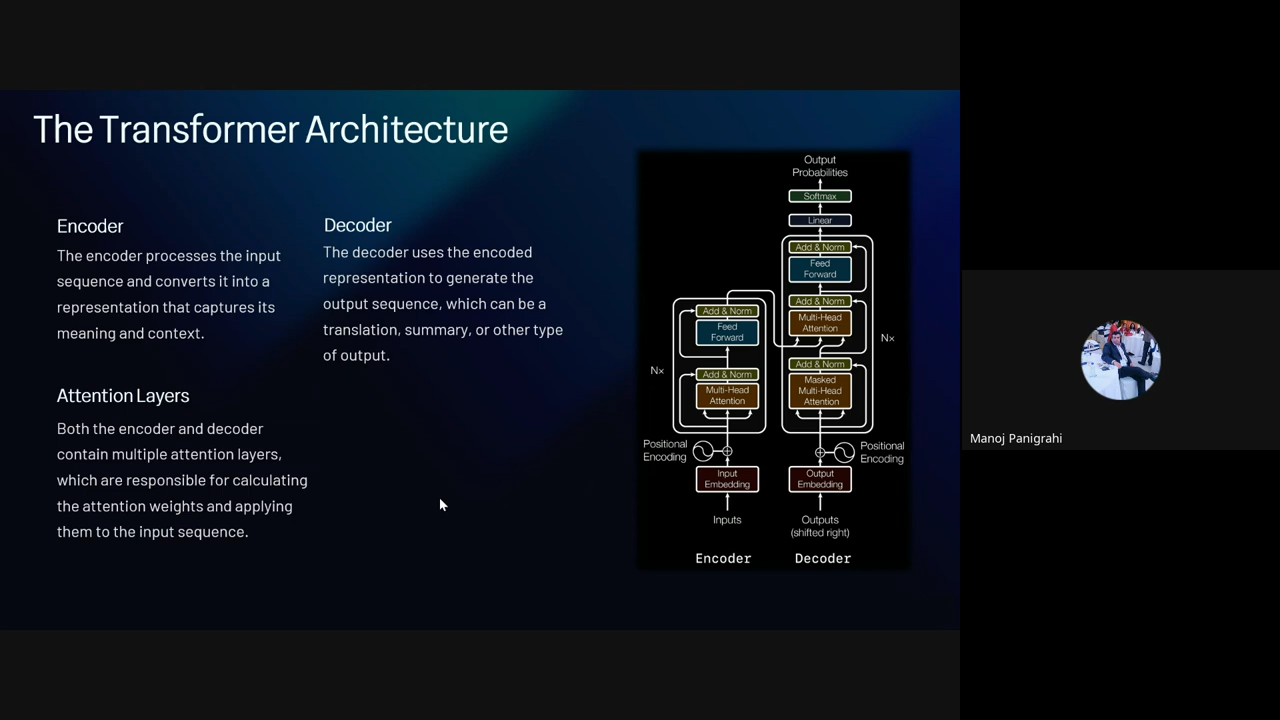 The Transformer Architecture
Encoder
The encoder processes the input
sequence and converts it into a
representation that captures its
meaning and context.
Decoder
The decoder uses the encoded
representation to generate the
output sequence, which can be a
translation, summary, or other type
of output.
Attention Layers
Both the encoder and decoder
contain multiple attention layers,
which are responsible for calculating
the attention weights and applying
them to the input sequence.
Output
Probabilities
Softmax
Linear
Add & Norm
Feed
Forward
Add & Norm
Multi-Head
Attention
Add & Norm
Masked
Multi-Head
Attention
Nx
Positional
Encoding
Output
Embedding
Outputs
(shifted right)
Decoder
Add & Norm
Feed
Forward
Add & Norm
Multi-Head
Attention
Nx
Positional
Encoding
Input
Embedding
Inputs
Encoder
Manoj Panigrahi